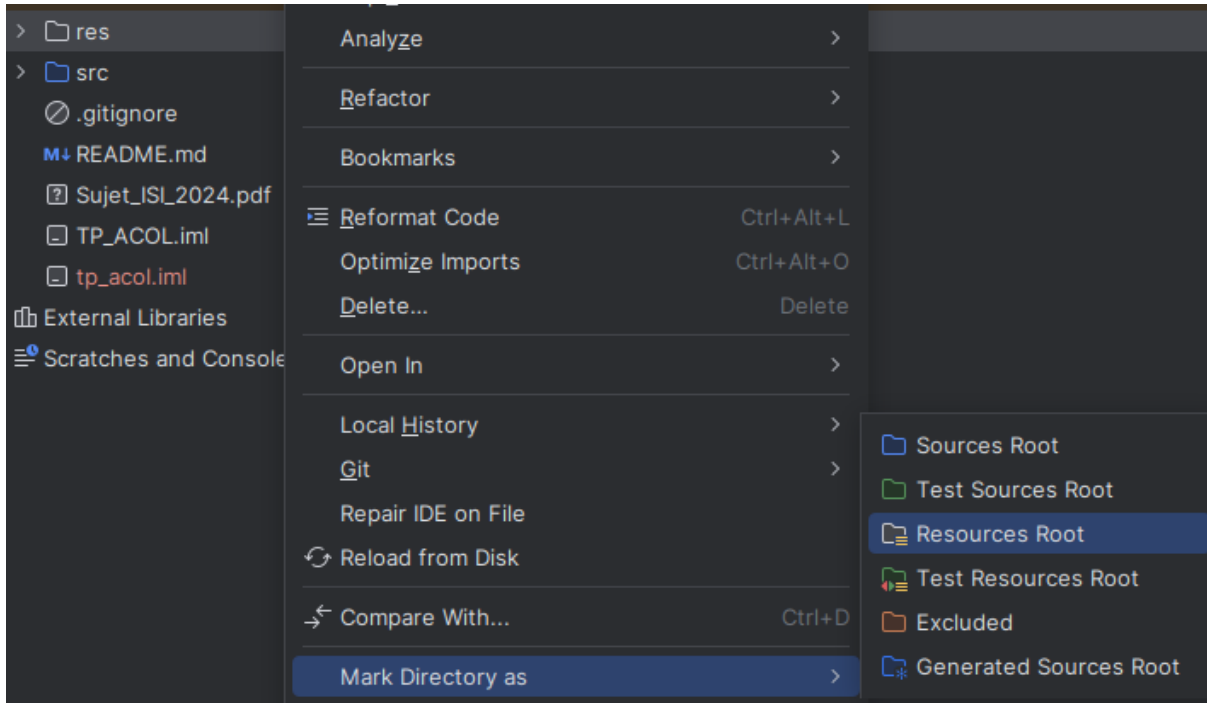 res
src
.gitignore
M↓ README.md
Sujet_ISI_2024.pdf
TP_ACOL.iml
tp_acol.iml
External Libraries
Scratches and Console
Analyze
Refactor
Bookmarks
Reformat Code Ctrl+Alt+L
Optimize Imports Ctrl+Alt+O
Delete... Delete
Open In
Local History
Git
Repair IDE on File
Reload from Disk
Compare With... Ctrl+D
Mark Directory as
Sources Root
Test Sources Root
Resources Root
Test Resources Root
Excluded
Generated Sources Root